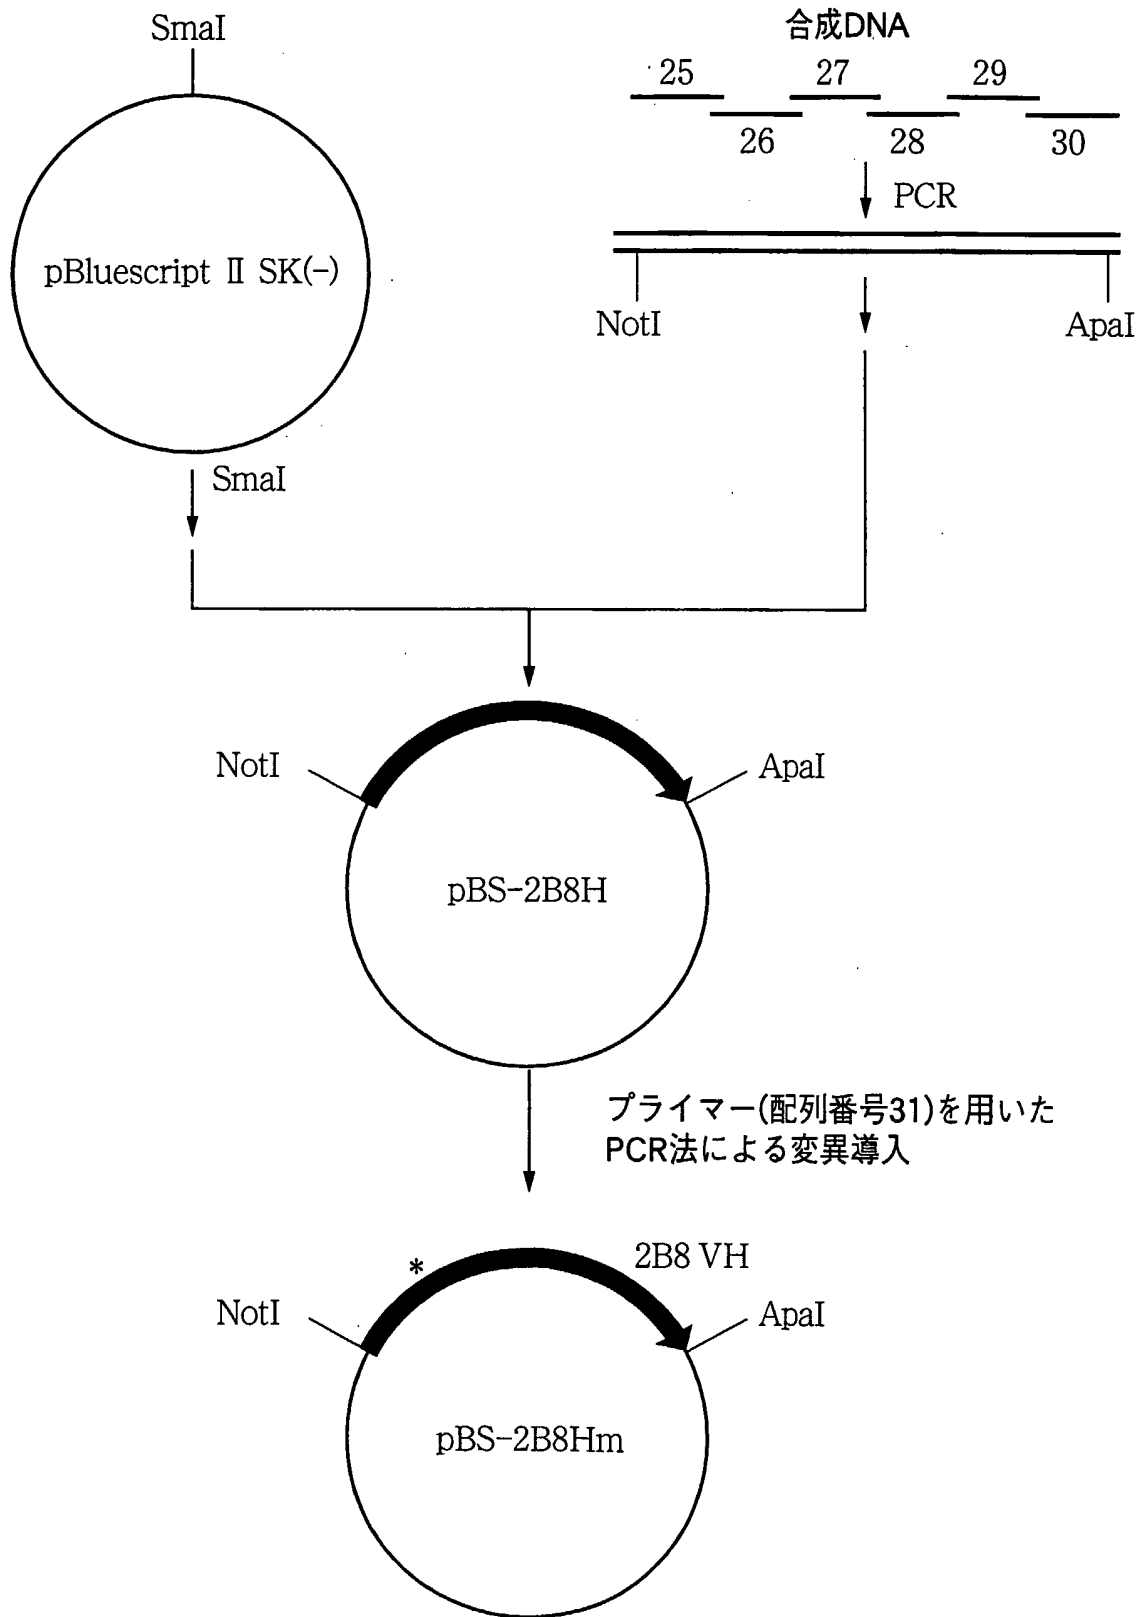 SmaI
合成DNA
25
27
29
26
28
30
PCR
pBluescript Ⅱ SK(-)
NotI
ApaI
SmaI
NotI
ApaI
pBS-2B8H
プライマー(配列番号31)を用いた
PCR法による変異導入
*
2B8 VH
NotI
ApaI
pBS-2B8Hm